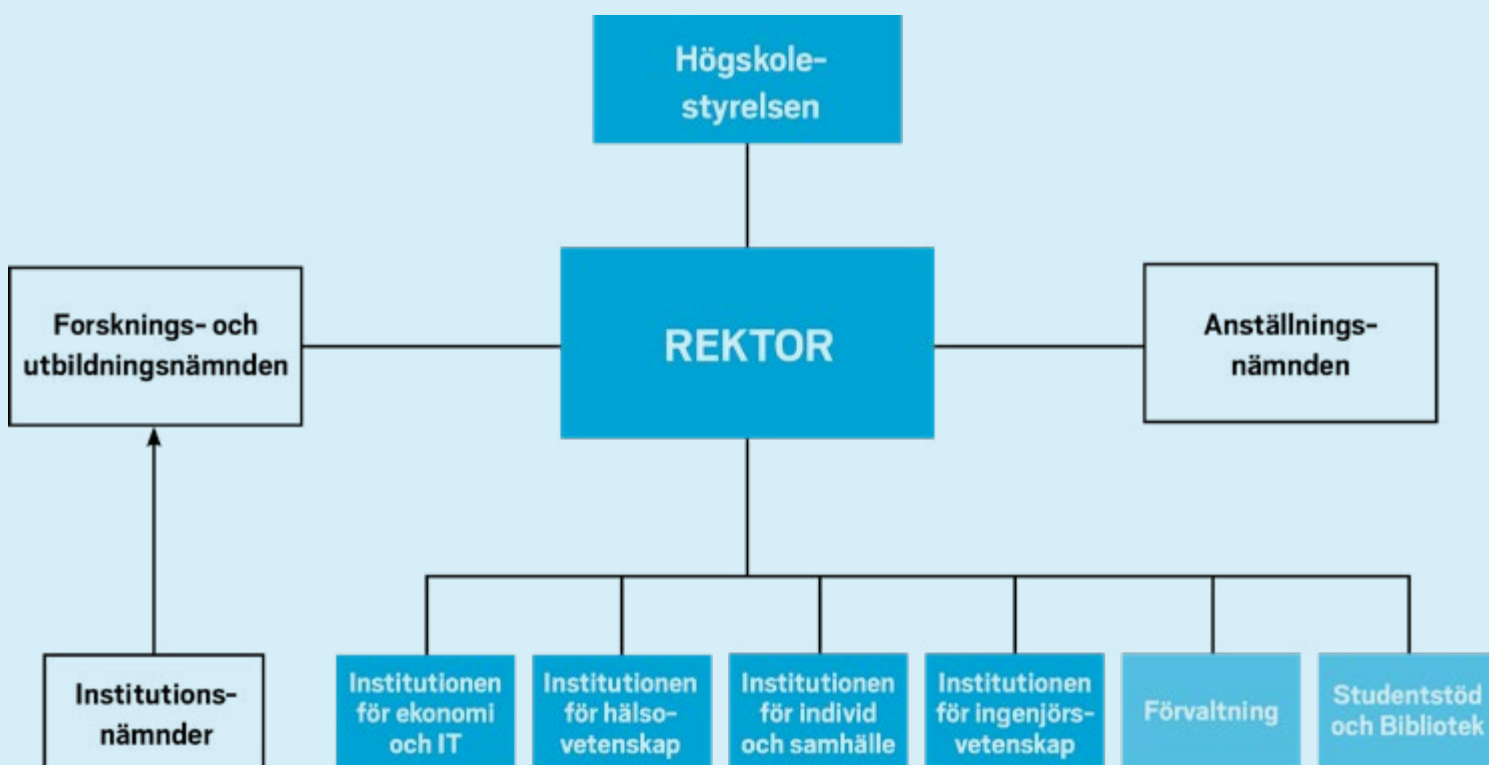 Högskole-
styrelsen
Forsknings- och
utbildningsnämnden
REKTOR
Anställnings-
nämnden
Institutions-
nämnder
Institutionen
för ekonomi
och IT
Institutionen
för hälso-
vetenskap
Institutionen
för individ
och samhälle
Institutionen
för ingenjörs-
vetenskap
Förvaltning
Studentstöd
och Bibliotek